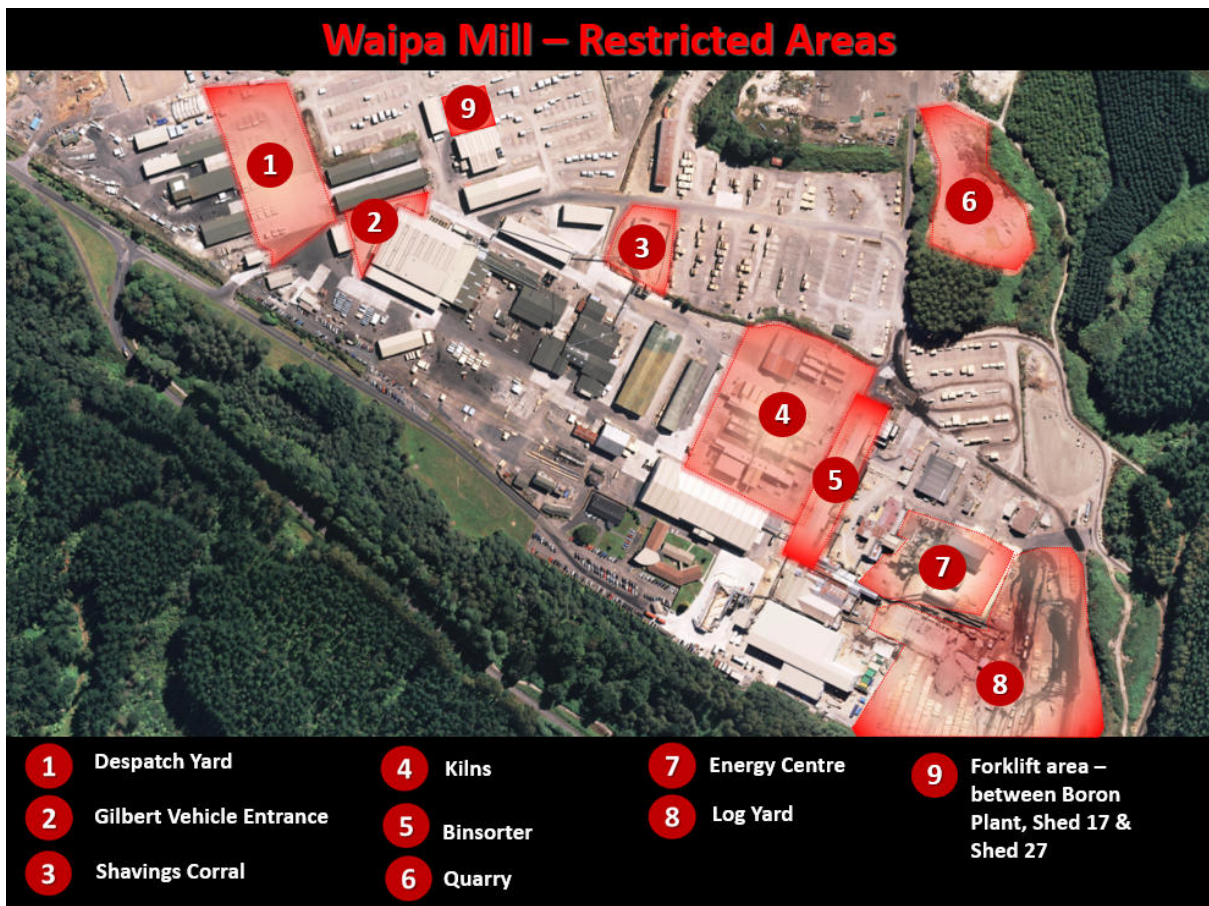 Waipa Mill – Restricted Areas
9
1
2
6
3
4
5
7
8
1 Despatch Yard
2 Gilbert Vehicle Entrance
3 Shavings Corral
4 Kilns
5 Binsorter
6 Quarry
7 Energy Centre
8 Log Yard
9 Forklift area –
between Boron
Plant, Shed 17 &
Shed 27